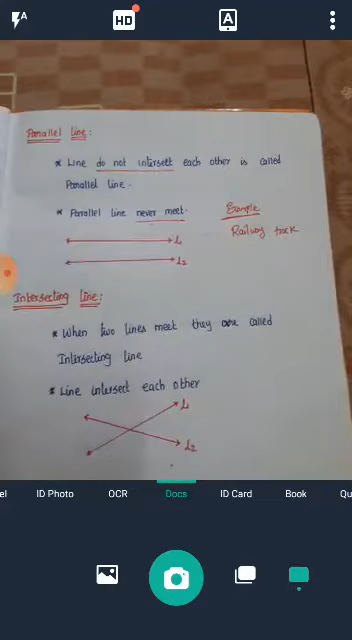 A
HD
A
Parallel line:
* Line do not intersect each other is called
Parallel line.
* Parallel line never meet.
Example
Railway track
L
L2
Intersecting line:
* When two lines meet they are called
Intersecting line
* Line intersect each other
L
L2
el
ID Photo
OCR
Docs
ID Card
Book
Qu